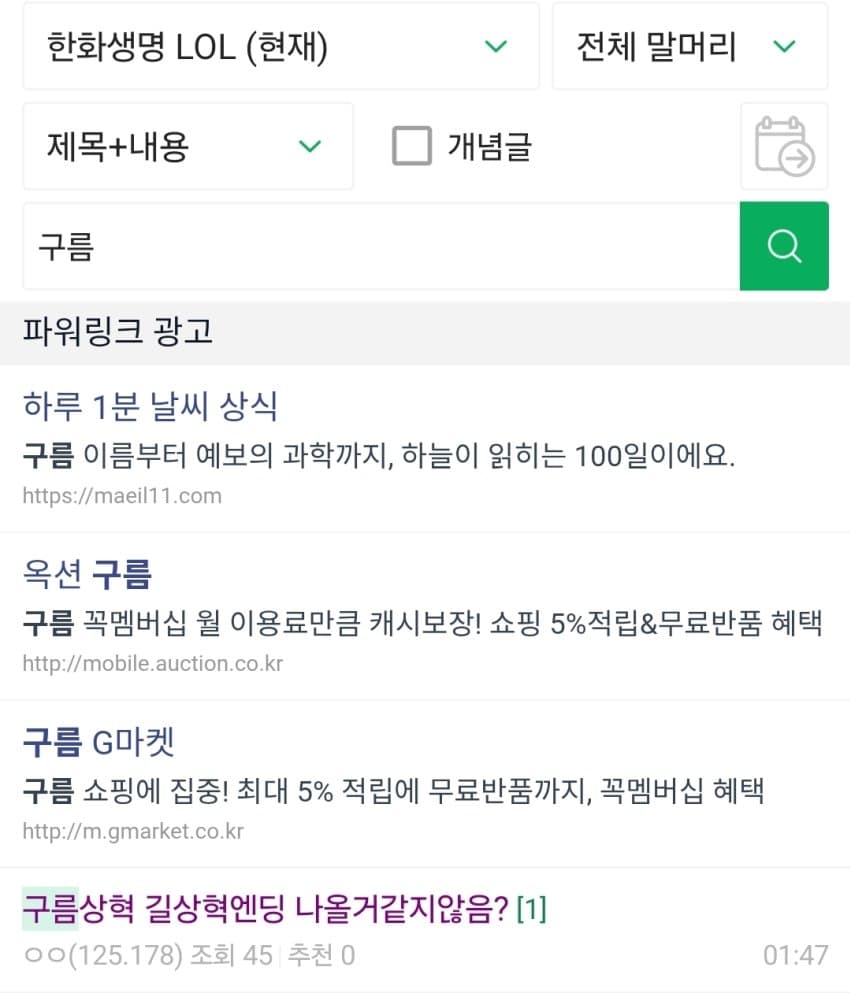 한화생명 LOL (현재)
전체 말머리
제목+내용
개념글
구름
파워링크 광고
하루 1분 날씨 상식
구름 이름부터 예보의 과학까지, 하늘이 읽히는 100일이에요.
https://maeil11.com
옥션 구름
구름 꼭멤버십 월 이용료만큼 캐시보장! 쇼핑 5%적립&무료반품 혜택
http://mobile.auction.co.kr
구름 G마켓
구름 쇼핑에 집중! 최대 5% 적립에 무료반품까지, 꼭멤버십 혜택
http://m.gmarket.co.kr
구름상혁 길상혁엔딩 나올거같지않음? [1]
ㅇㅇ(125.178) 조회 45 추천 0 01:47